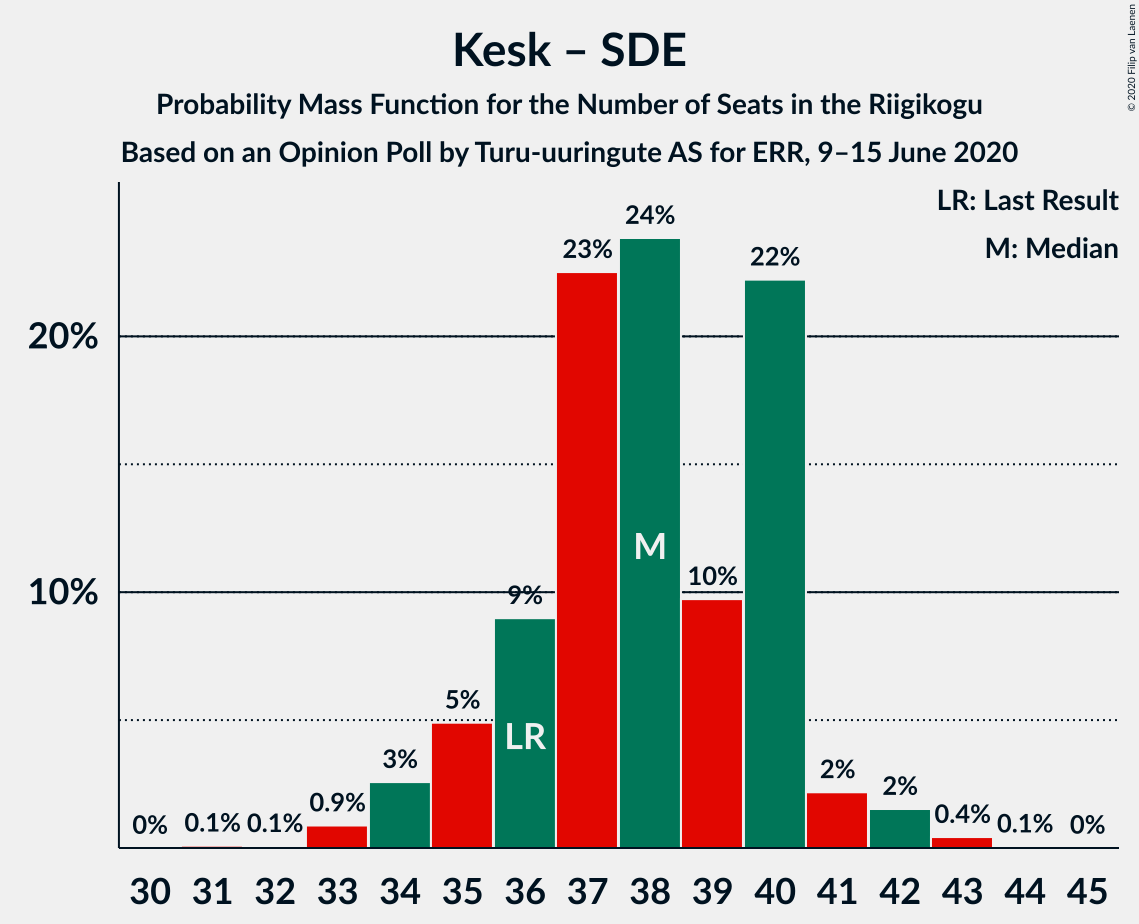 Kesk – SDE
Probability Mass Function for the Number of Seats in the Riigikogu
Based on an Opinion Poll by Turu-uuringute AS for ERR, 9–15 June 2020
© 2020 Filip van Laenen
LR: Last Result
M: Median
20%
10%
0%
0.1%
0.1%
0.9%
3%
5%
9%
23%
24%
10%
22%
2%
2%
0.4%
0.1%
0%
LR
M
30 31 32 33 34 35 36 37 38 39 40 41 42 43 44 45